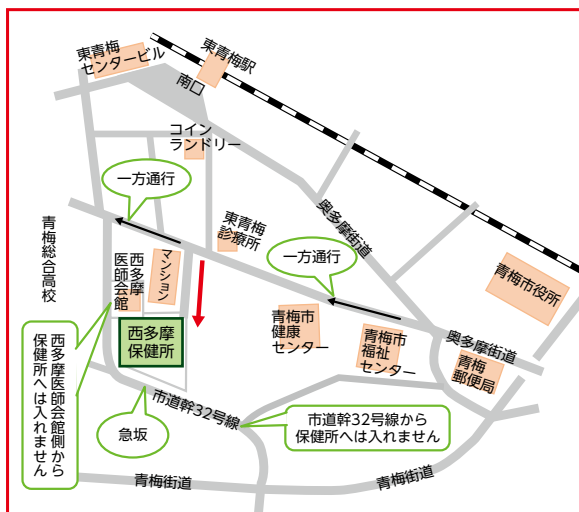 東青梅
センタービル
東青梅駅
南口
コイン
ランドリー
一方通行
奥多摩街道
青梅総合高校
西多摩
医師会館
マンション
東青梅
診療所
一方通行
青梅市役所
西多摩
保健所
青梅市
健康
センター
青梅市
福祉
センター
奥多摩街道
青梅
郵便局
西多摩医師会館側から
保健所へは入れません
急坂
市道幹32号線
市道幹32号線から
保健所へは入れません
青梅街道
青梅街道